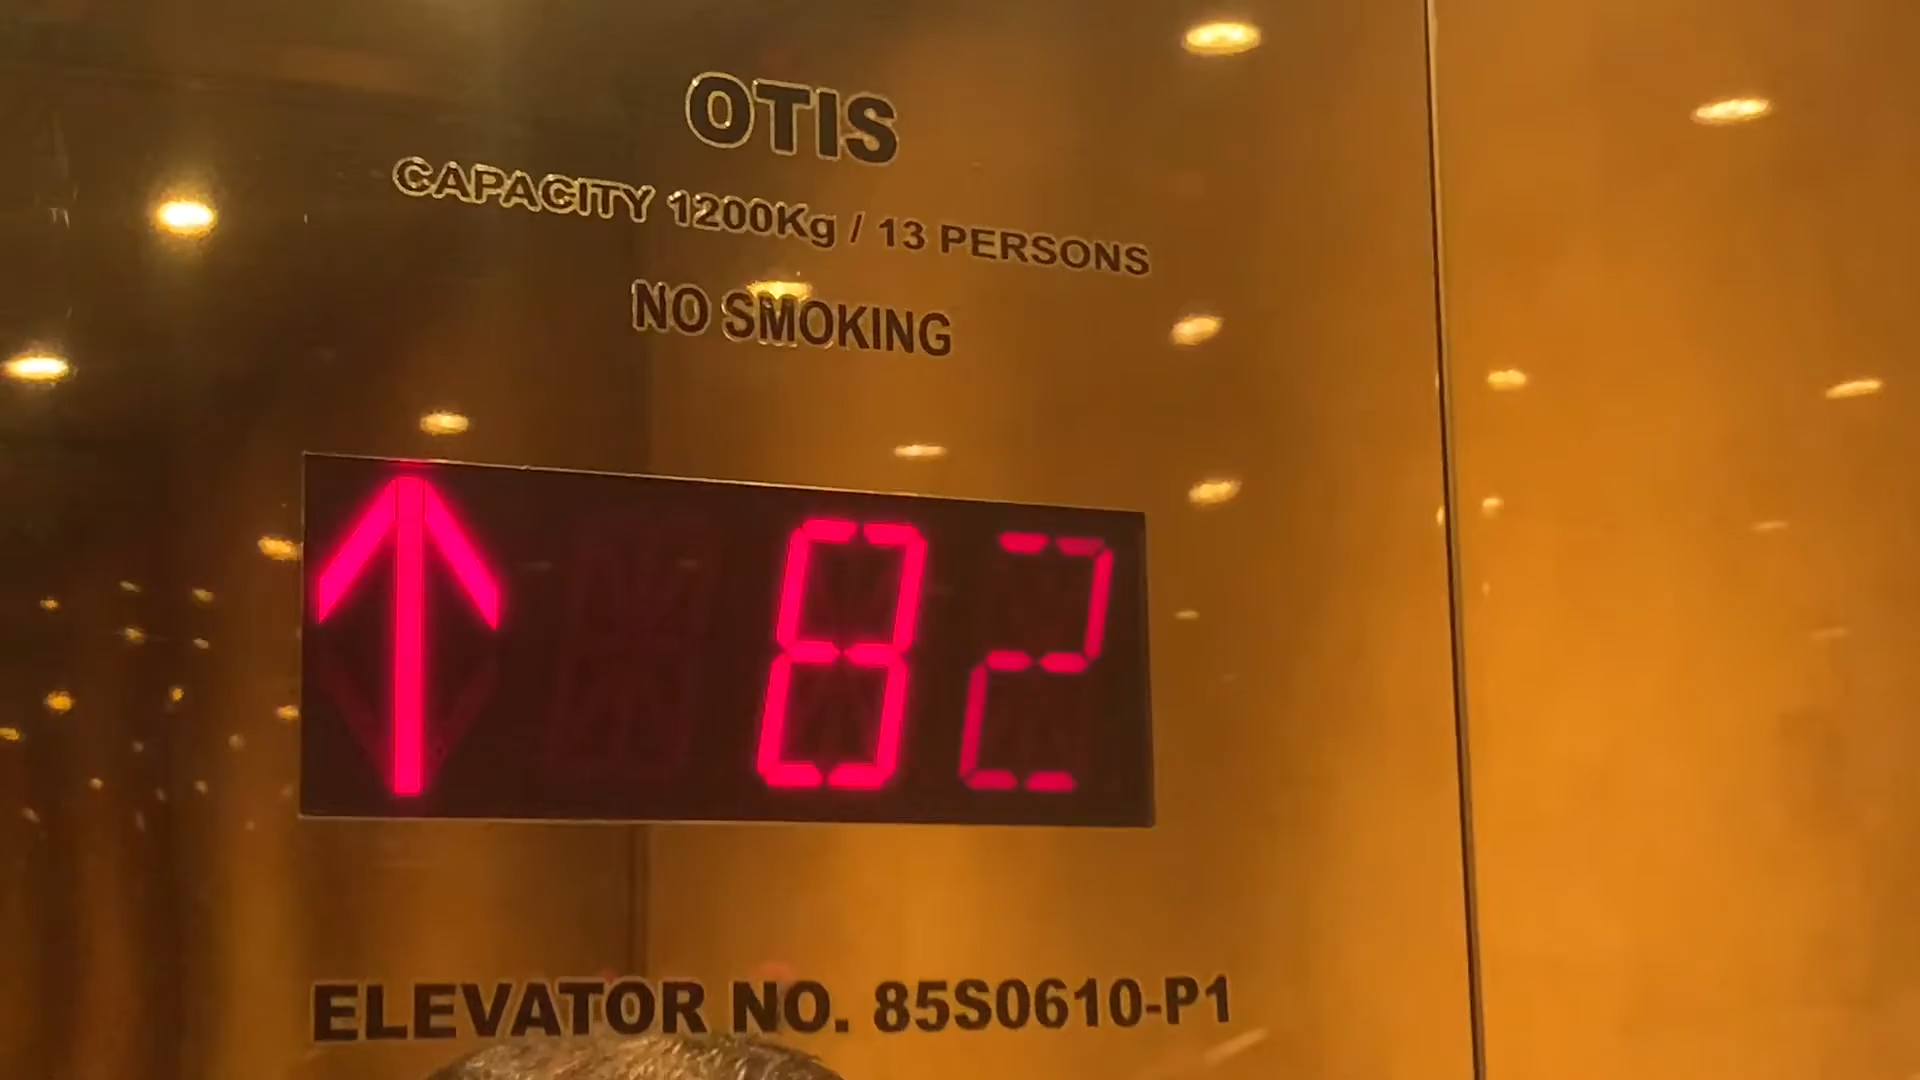 OTIS
CAPACITY 1200Kg / 13 PERSONS
NO SMOKING
↑ 82
ELEVATOR NO. 85S0610-P1